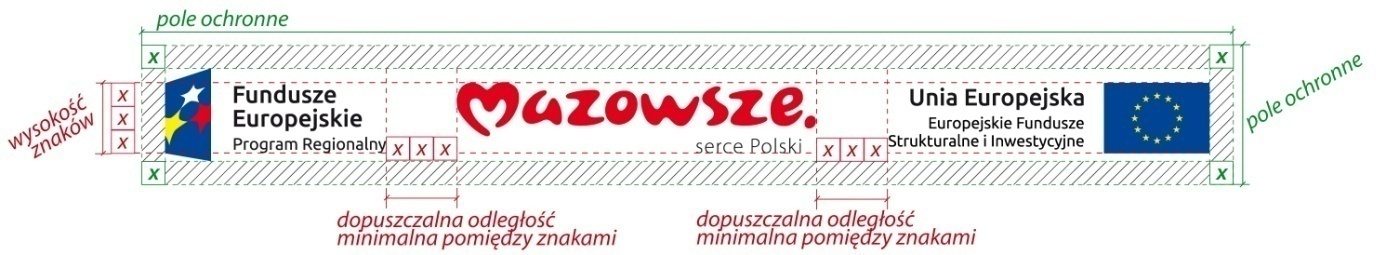 pole ochronne
x
x
wysokość
znaków
x
x
x
Fundusze
Europejskie
Program Regionalny
x x x
Mazowsze.
serce Polski
x x x
Unia Europejska
Europejskie Fundusze
Strukturalne i Inwestycyjne
pole ochronne
x
x
dopuszczalna odległość
minimalna pomiędzy znakami
dopuszczalna odległość
minimalna pomiędzy znakami